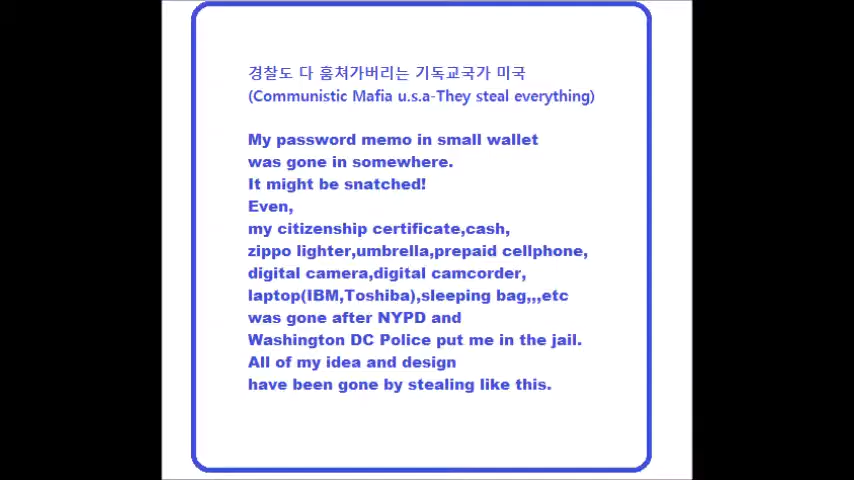 경찰도 다 훔쳐가버리는 기독교국가 미국
(Communistic Mafia u.s.a-They steal everything)
My password memo in small wallet
was gone in somewhere.
It might be snatched!
Even,
my citizenship certificate,cash,
zippo lighter,umbrella,prepaid cellphone,
digital camera,digital camcorder,
laptop(IBM,Toshiba),sleeping bag,,,etc
was gone after NYPD and
Washington DC Police put me in the jail.
All of my idea and design
have been gone by stealing like this.